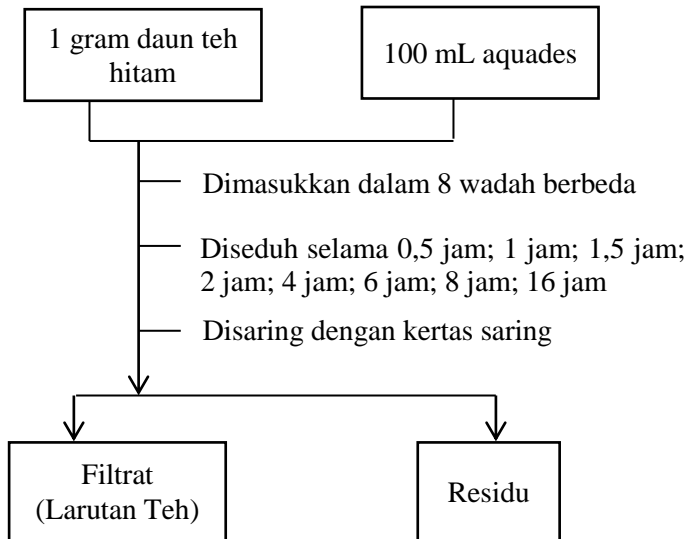 1 gram daun teh
hitam
100 mL aquades
Dimasukkan dalam 8 wadah berbeda
Diseduh selama 0,5 jam; 1 jam; 1,5 jam;
2 jam; 4 jam; 6 jam; 8 jam; 16 jam
Disaring dengan kertas saring
Filtrat
(Larutan Teh)
Residu